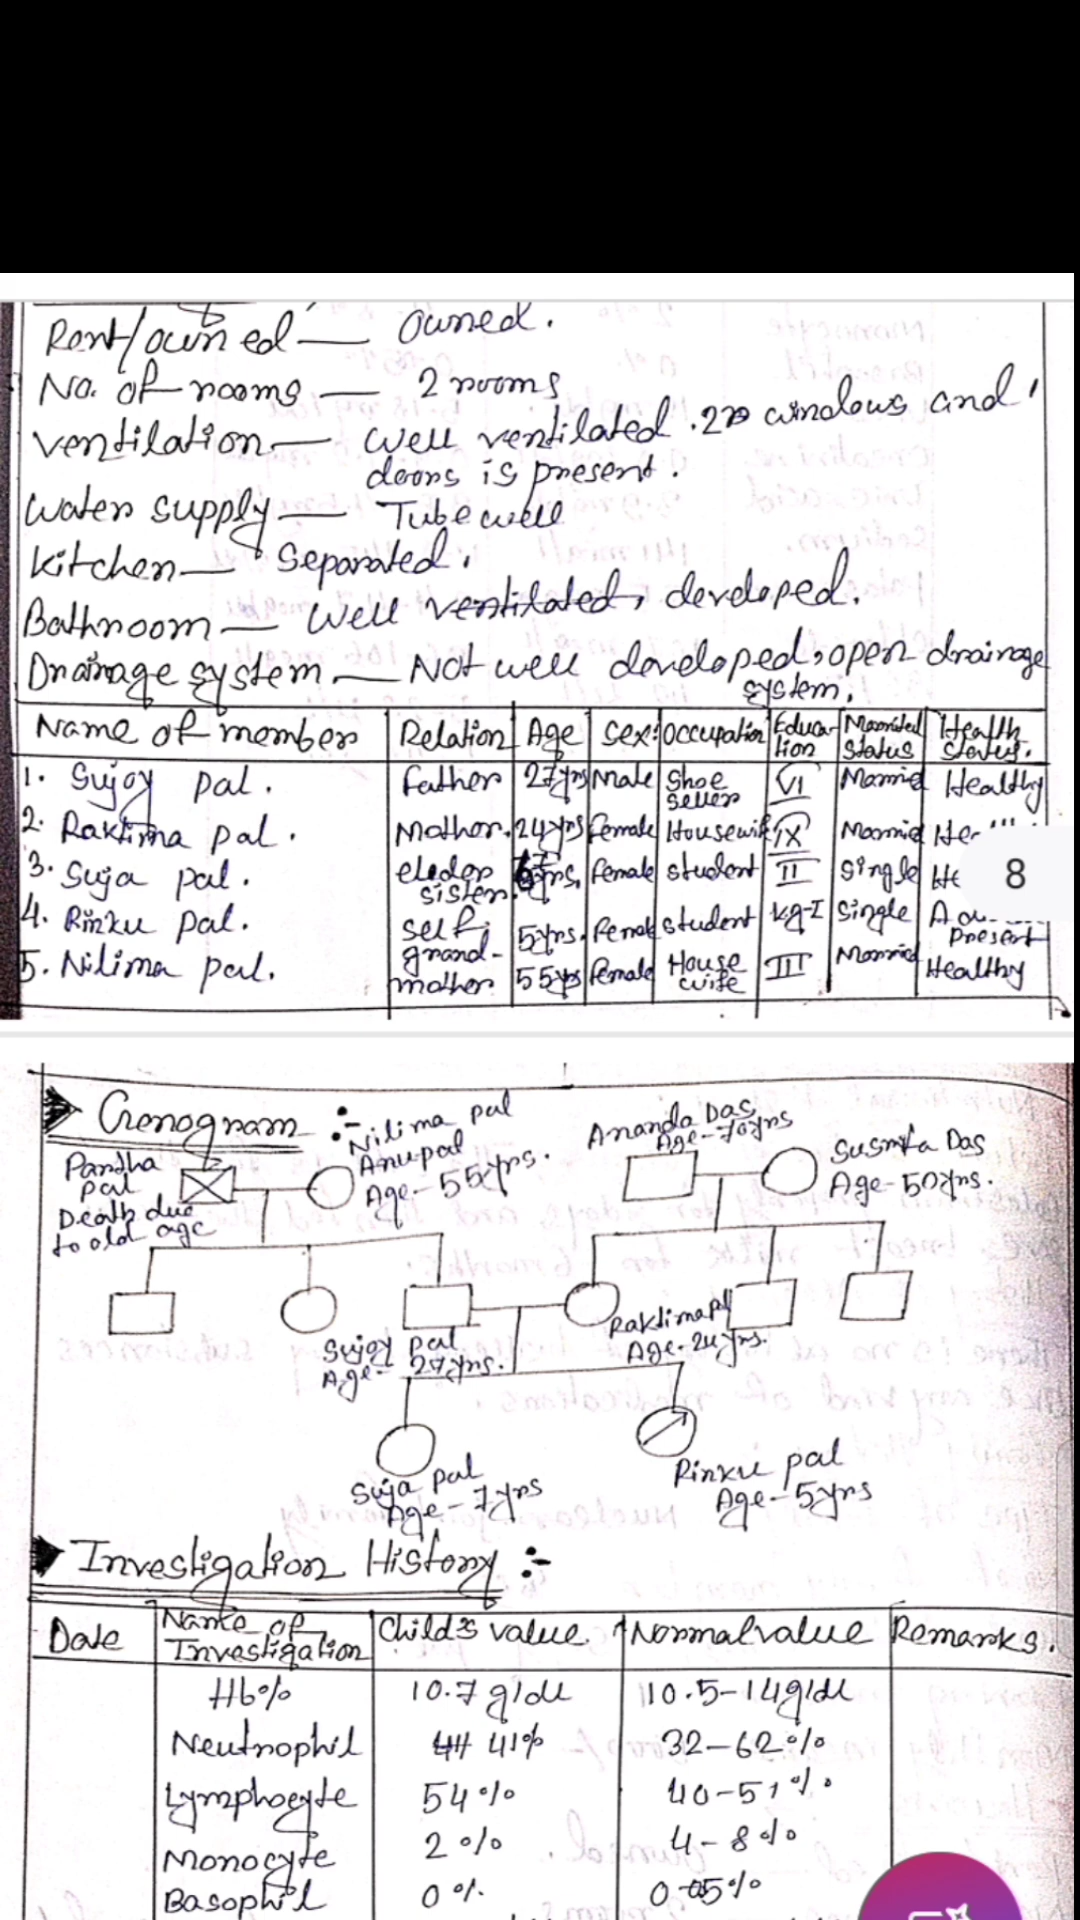 Rent/owned — Owned.
No. of rooms — 2 rooms
ventilation — well ventilated. 2 windows and
doors is present.
Water supply — Tube well
Kitchen — Separated.
Bathroom — Well ventilated, developed.
Drainage system — Not well developed, open drainage
system.
Name of member Relation Age Sex: Occupation Education Status Health Status.
1. Sujoy pal. father 27yrs Male Shoe seller VI Married Healthy
2. Raktima pal. Mother. 24yrs female Housewife IX Married
3. Suja pal. sister. yrs. female student II Single
4. Rinku pal. self 5yrs. female student kg-I single present
5. Nilima pal. grand-mother 55yrs female House wife III Married Healthy
8
Genogram :-
Nilima pal
Anupal
Age - 55yrs.
Ananda Das
Age - 70yrs
Susmita Das
Age - 50yrs.
Pandha
pal
Death due
to old age
Sujoy pal
Age - 27yrs.
Raktima pl
Age - 24yrs.
Suja pal
Age - 7yrs
Rinku pal
Age - 5yrs
Investigation History :-
Date Name of Investigation Child's value. Normal value Remarks.
Hb% 10.7 g/dl 10.5-14g/dl
Neutrophil 41% 32-62%
Lymphocyte 54% 40-51%
Monocyte 2% 4-8%
Basophil 0%